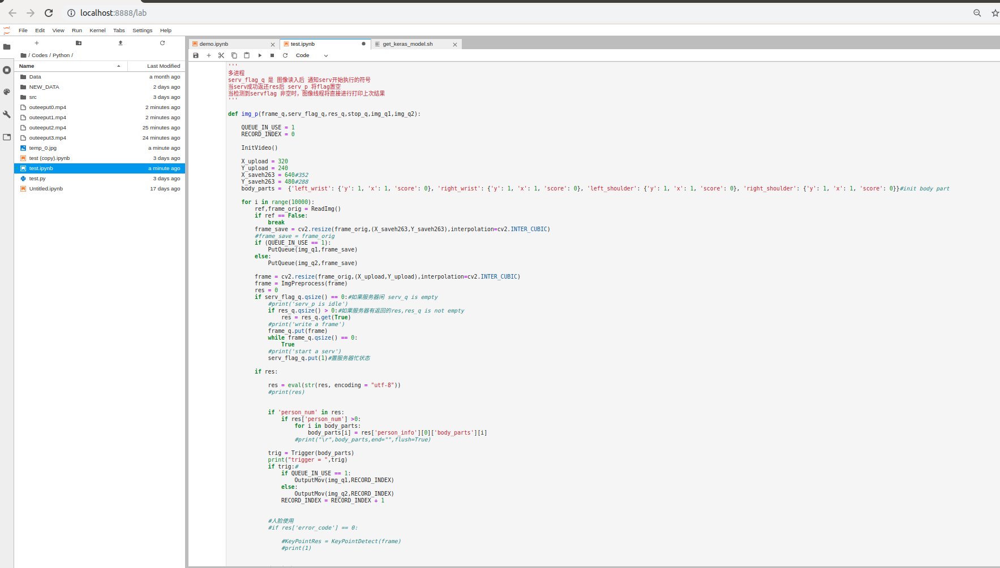 localhost:8888/lab
File Edit View Run Kernel Tabs Settings Help
/ Codes / Python /
Name Last Modified
Data a month ago
NEW_DATA 2 days ago
src 3 days ago
outeeput0.mp4 2 minutes ago
outeeput1.mp4 2 minutes ago
outeeput2.mp4 25 minutes ago
outeeput3.mp4 24 minutes ago
temp_0.jpg a minute ago
test (copy).ipynb 3 days ago
test.ipynb a minute ago
test.py 3 days ago
Untitled.ipynb 17 days ago
demo.ipynb test.ipynb get_keras_model.sh
Code
'''
多进程
serv_flag_q 是 图像读入后 通知serv开始执行的符号
当serv成功返还res后 serv_p 将flag置空
当检测到servflag 非空时，图像线程将直接进行打印上次结果
'''
def img_p(frame_q,serv_flag_q,res_q,stop_q,img_q1,img_q2):
QUEUE_IN_USE = 1
RECORD_INDEX = 0
InitVideo()
X_upload = 320
Y_upload = 240
X_saveh263 = 640#352
Y_saveh263 = 480#288
body_parts =  {'left_wrist': {'y': 1, 'x': 1, 'score': 0}, 'right_wrist': {'y': 1, 'x': 1, 'score': 0}, 'left_shoulder': {'y': 1, 'x': 1, 'score': 0}, 'right_shoulder': {'y': 1, 'x': 1, 'score': 0}}#init body part
for i in range(10000):
ref,frame_orig = ReadImg()
if ref == False:
break
frame_save = cv2.resize(frame_orig,(X_saveh263,Y_saveh263),interpolation=cv2.INTER_CUBIC)
#frame_save = frame_orig
if (QUEUE_IN_USE == 1):
PutQueue(img_q1,frame_save)
else:
PutQueue(img_q2,frame_save)
frame = cv2.resize(frame_orig,(X_upload,Y_upload),interpolation=cv2.INTER_CUBIC)
frame = ImgPreprocess(frame)
res = 0
if serv_flag_q.qsize() == 0:#如果服务器闲 serv_q is empty
#print('serv_p is idle')
if res_q.qsize() > 0:#如果服务器有返回的res,res_q is not empty
res = res_q.get(True)
#print('write a frame')
frame_q.put(frame)
while frame_q.qsize() == 0:
True
#print('start a serv')
serv_flag_q.put(1)#置服务器忙状态
if res:
res = eval(str(res, encoding = "utf-8"))
#print(res)
if 'person_num' in res:
if res['person_num'] >0:
for i in body_parts:
body_parts[i] = res['person_info'][0]['body_parts'][i]
#print("\r",body_parts,end="",flush=True)
trig = Trigger(body_parts)
print("trigger = ",trig)
if trig:#
if QUEUE_IN_USE == 1:
OutputMov(img_q1,RECORD_INDEX)
else:
OutputMov(img_q2,RECORD_INDEX)
RECORD_INDEX = RECORD_INDEX + 1
#人脸使用
#if res['error_code'] == 0:
#KeyPointRes = KeyPointDetect(frame)
#print(1)